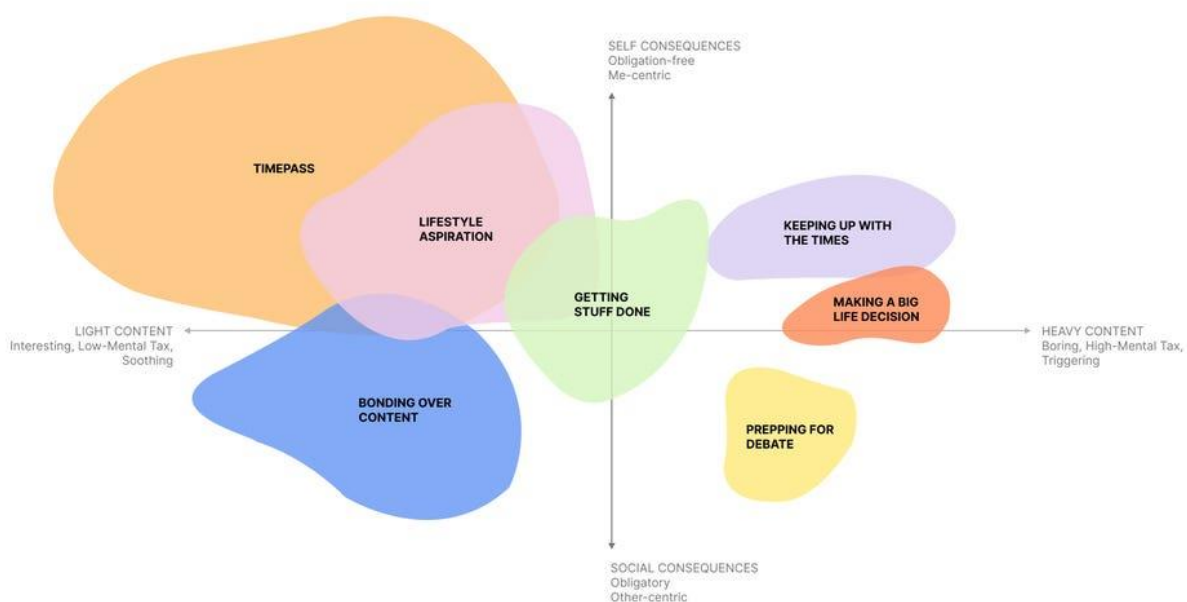 SELF CONSEQUENCES
Obligation-free
Me-centric
TIMEPASS
LIFESTYLE
ASPIRATION
KEEPING UP WITH
THE TIMES
GETTING
STUFF DONE
MAKING A BIG
LIFE DECISION
LIGHT CONTENT
Interesting, Low-Mental Tax,
Soothing
HEAVY CONTENT
Boring, High-Mental Tax,
Triggering
BONDING OVER
CONTENT
PREPPING FOR
DEBATE
SOCIAL CONSEQUENCES
Obligatory
Other-centric